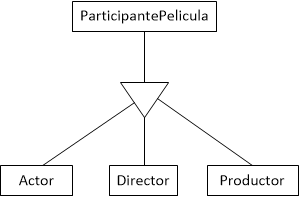 ParticipantePelicula
Actor
Director
Productor